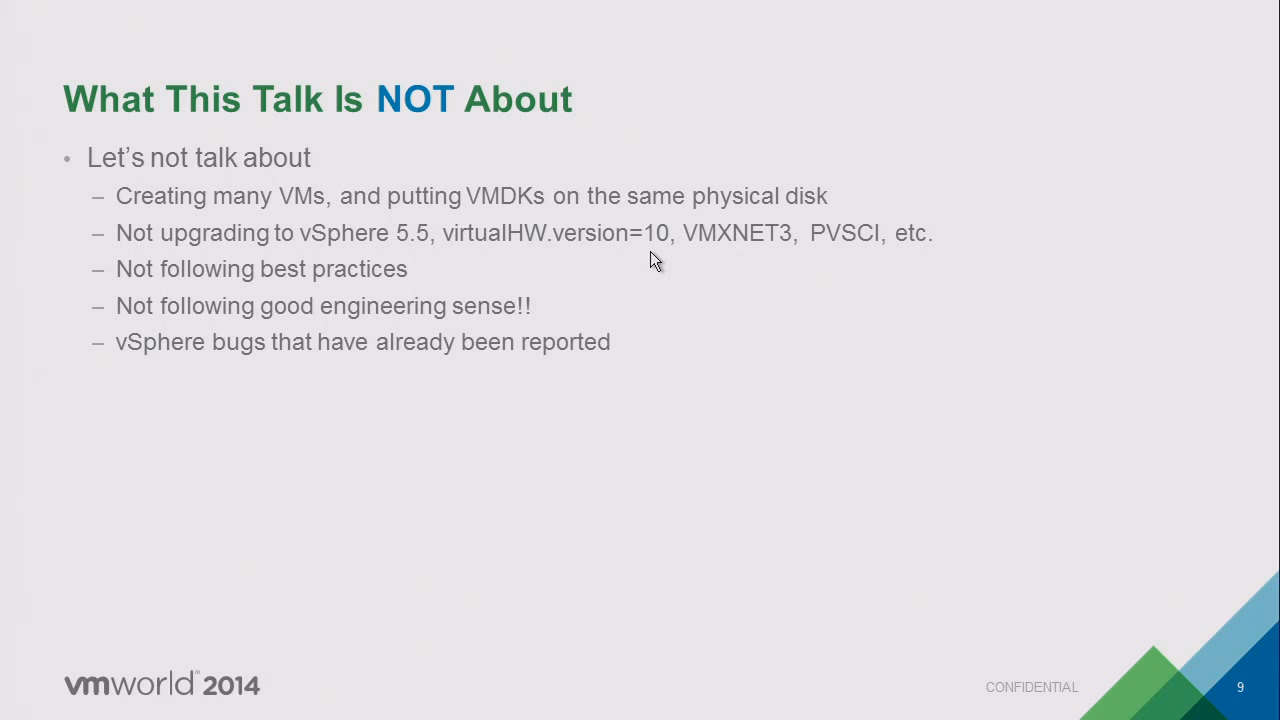 What This Talk Is NOT About
• Let’s not talk about
– Creating many VMs, and putting VMDKs on the same physical disk
– Not upgrading to vSphere 5.5, virtualHW.version=10, VMXNET3, PVSCI, etc.
– Not following best practices
– Not following good engineering sense!!
– vSphere bugs that have already been reported
vmworld™ 2014
CONFIDENTIAL
9